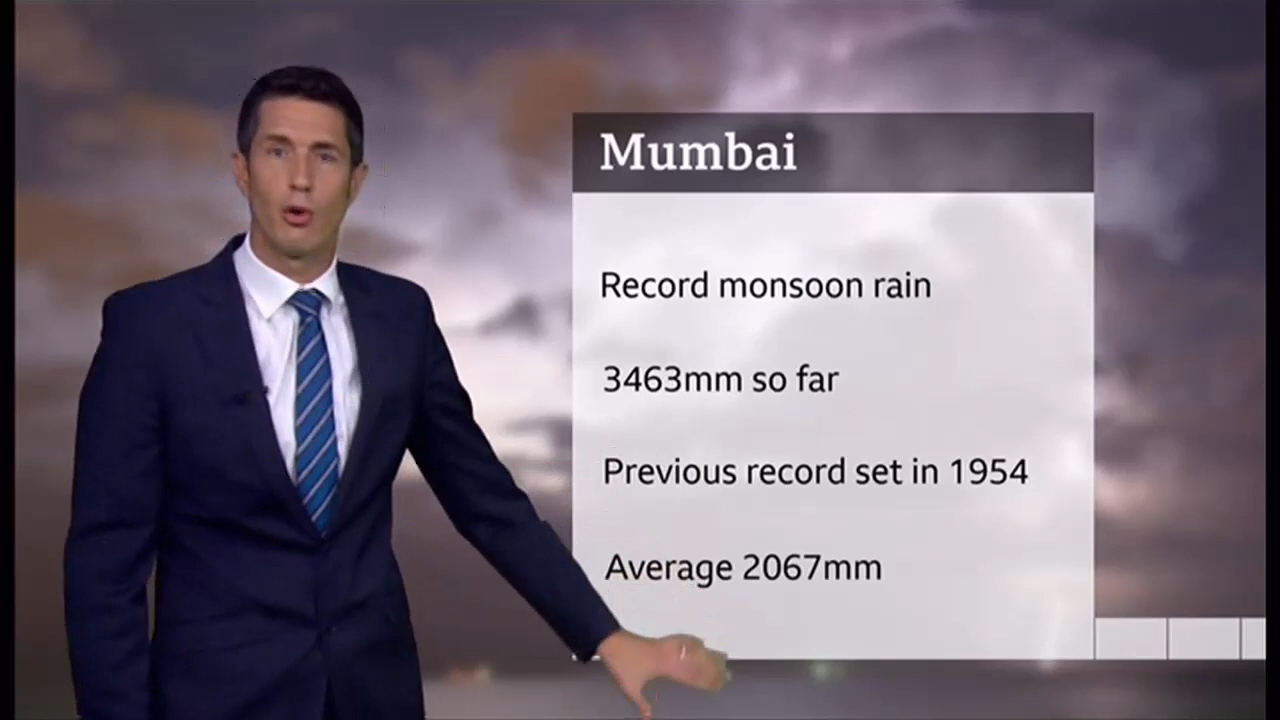 Mumbai
Record monsoon rain
3463mm so far
Previous record set in 1954
Average 2067mm